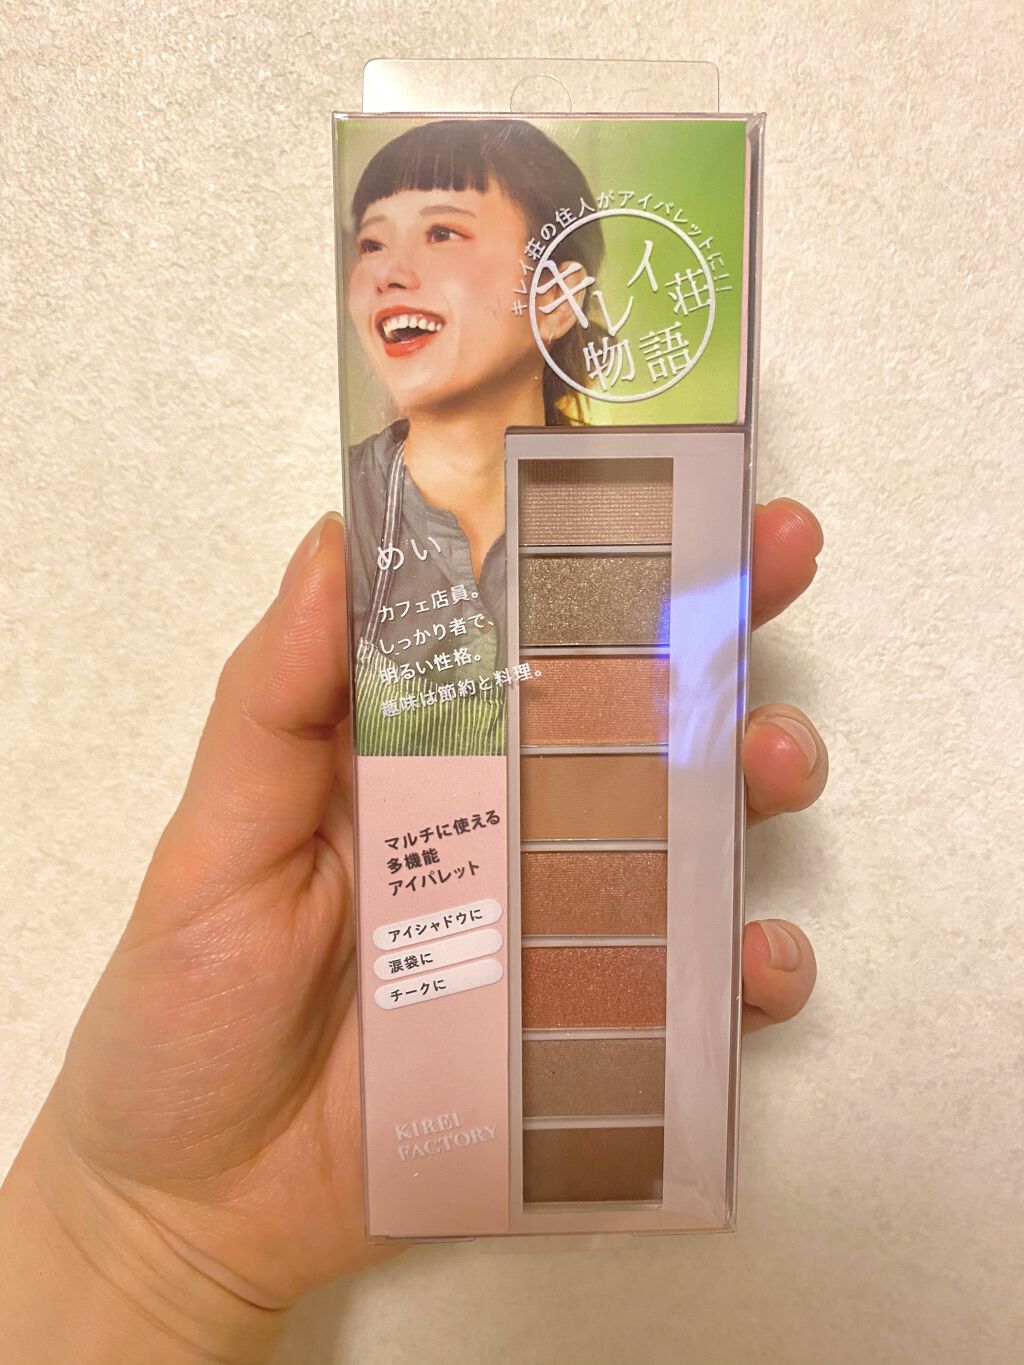 キレイ荘の住人がアイパレットに!!
キレイ荘
物語
めい
カフェ店員。
しっかり者で、
明るい性格。
趣味は節約と料理。
マルチに使える
多機能
アイパレット
アイシャドウに
涙袋に
チークに
KIREI
FACTORY